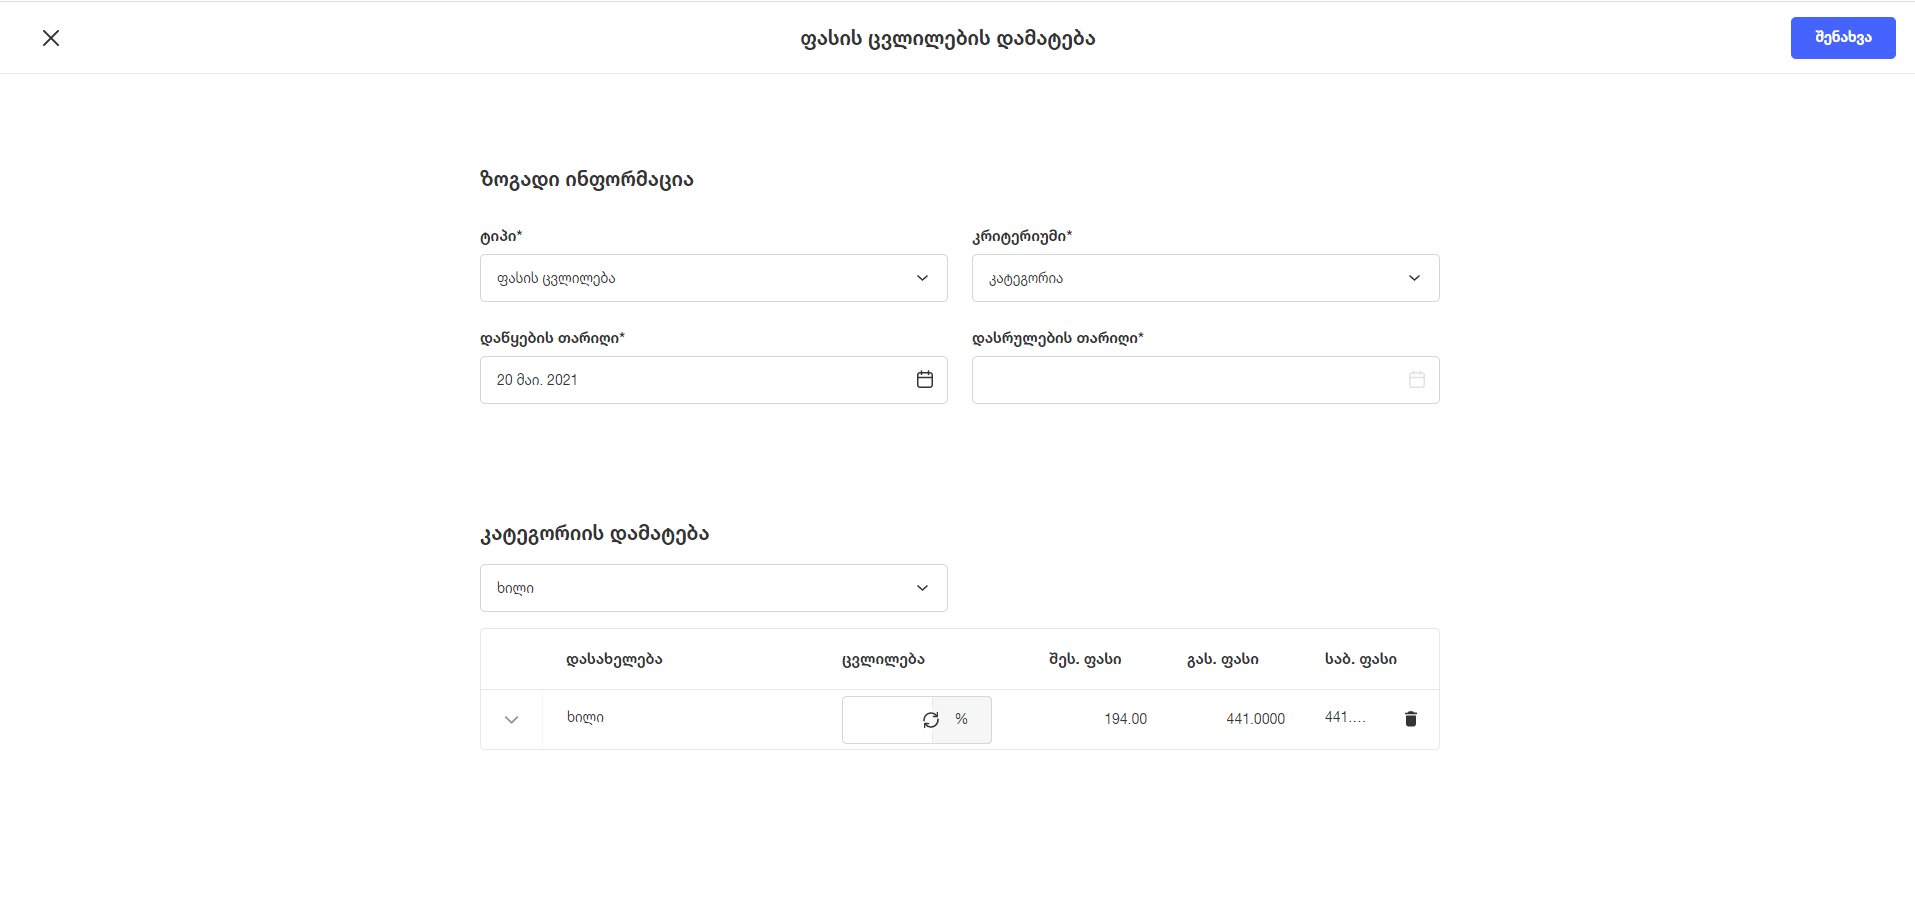 ფასის ცვლილების დამატება
შენახვა
ზოგადი ინფორმაცია
ტიპი* კრიტერიუმი*
ფასის ცვლილება კატეგორია
დაწყების თარიღი* დასრულების თარიღი*
20 მაი. 2021
კატეგორიის დამატება
ხილი
დასახელება ცვლილება შეს. ფასი გას. ფასი საბ. ფასი
ხილი % 194.00 441.0000 441....